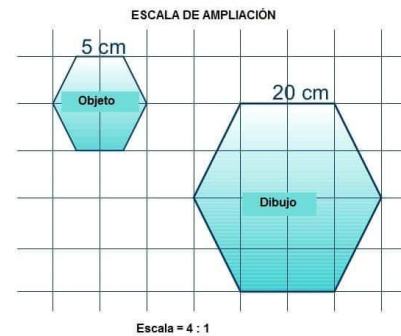 ESCALA DE AMPLIACIÓN
5 cm
Objeto
20 cm
Dibujo
Escala = 4 : 1